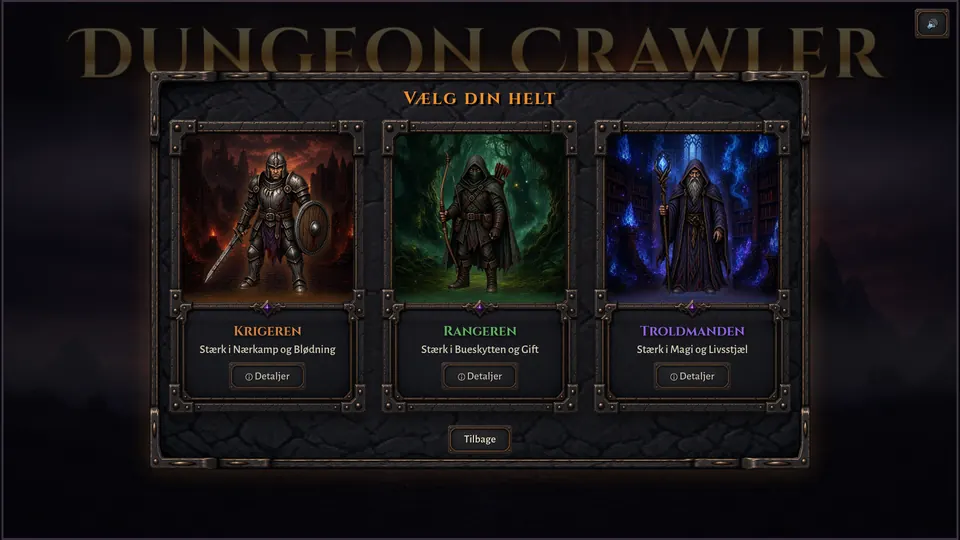 DUNGEON CRAWLER
VÆLG DIN HELT
KRIGEREN
Stærk i Nærkamp og Blødning
Detaljer
RANGEREN
Stærk i Bueskytten og Gift
Detaljer
TROLDMANDEN
Stærk i Magi og Livsstjæl
Detaljer
Tilbage